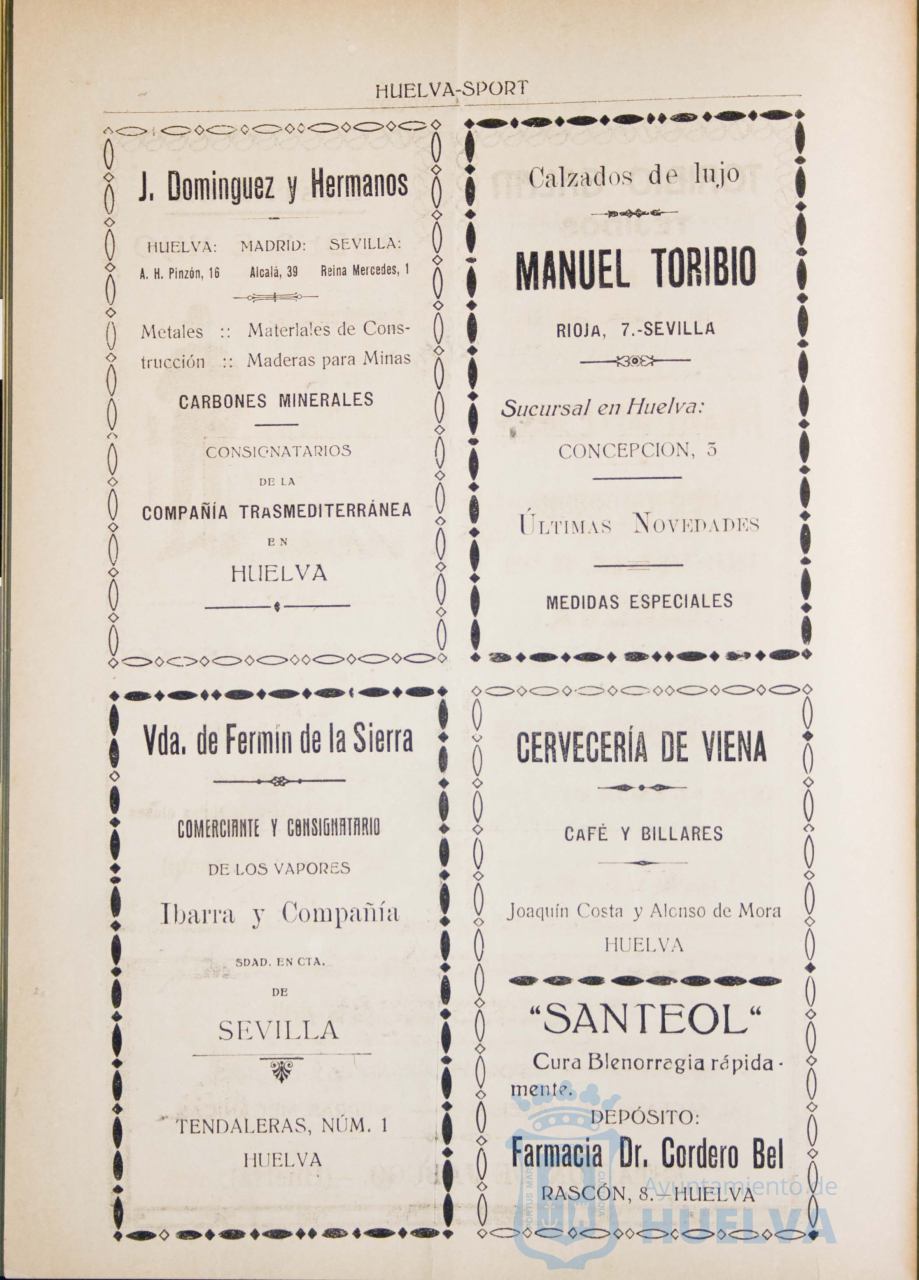 HUELVA-SPORT
J. Dominguez y Hermanos
HUELVA: MADRID: SEVILLA:
A. H. Pinzón, 16 Alcalá, 39 Reina Mercedes, 1
Metales :: Materiales de Cons-
trucción :: Maderas para Minas
CARBONES MINERALES
CONSIGNATARIOS
DE LA
COMPAÑÍA TRASMEDITERRÁNEA
EN
HUELVA
Calzados de lujo
MANUEL TORIBIO
RIOJA, 7.-SEVILLA
Sucursal en Huelva:
CONCEPCION, 3
ÚLTIMAS NOVEDADES
MEDIDAS ESPECIALES
Vda. de Fermín de la Sierra
COMERCIANTE Y CONSIGNATARIO
DE LOS VAPORES
Ibarra y Compañía
SDAD. EN CTA.
DE
SEVILLA
TENDALERAS, NÚM. 1
HUELVA
CERVECERÍA DE VIENA
CAFÉ Y BILLARES
Joaquín Costa y Alonso de Mora
HUELVA
"SANTEOL"
Cura Blenorragia rápida-
mente.
DEPÓSITO:
Farmacia Dr. Cordero Bel
RASCÓN, 8.—HUELVA
Ayuntamiento de
HUELVA